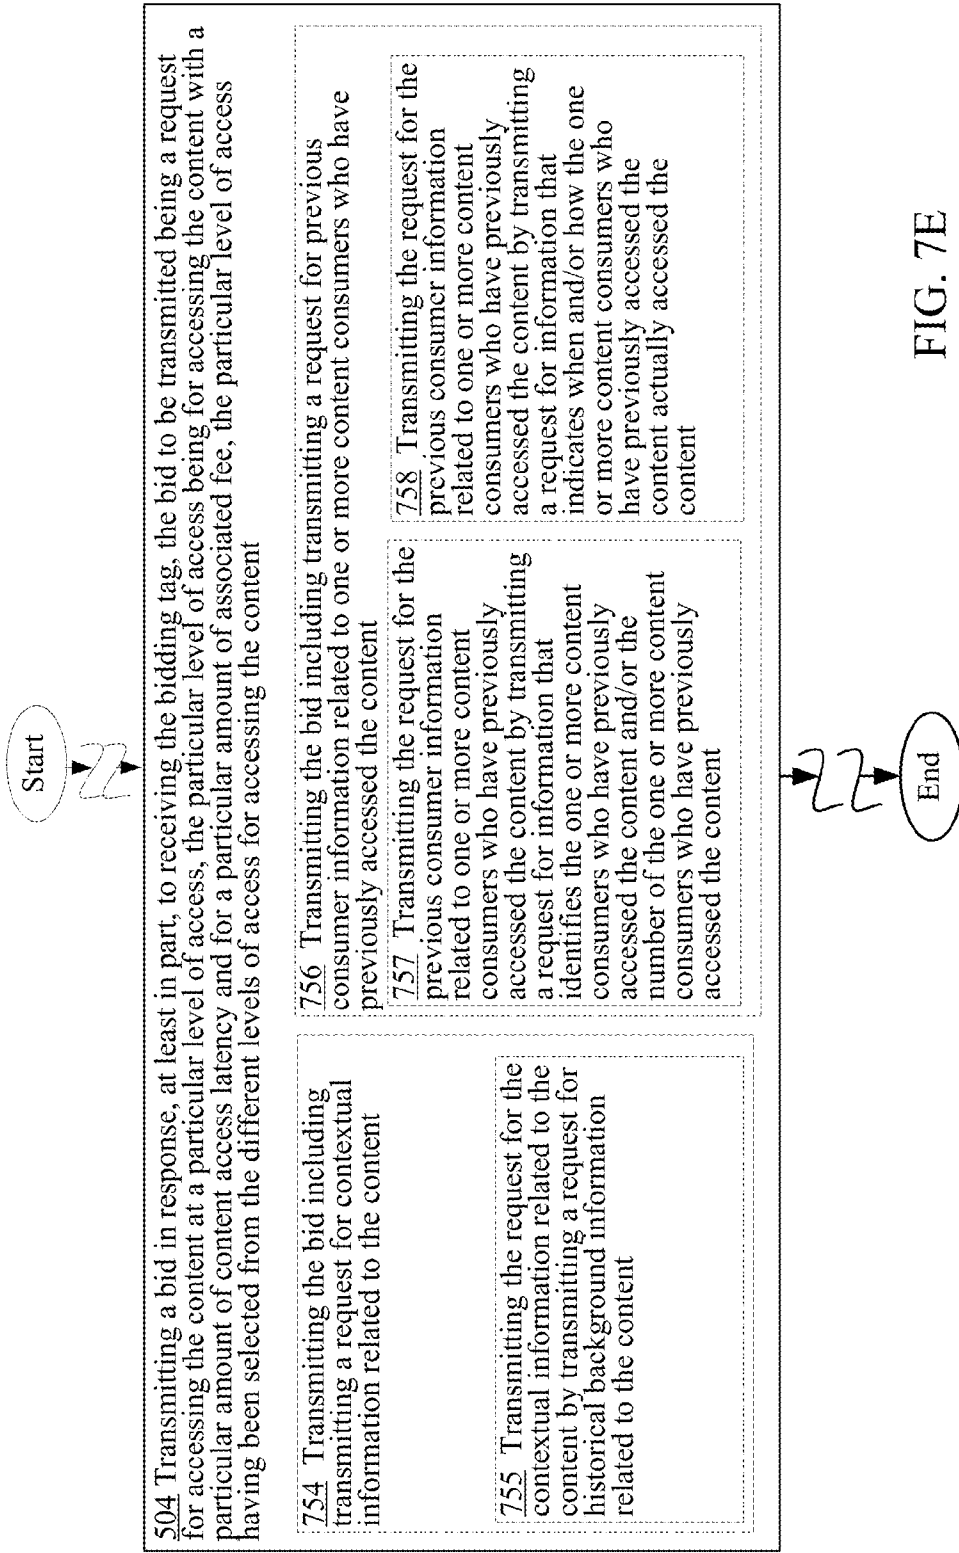 Start
504 Transmitting a bid in response, at least in part, to receiving the bidding tag, the bid to be transmitted being a request
for accessing the content at a particular level of access, the particular level of access being for accessing the content with a
particular amount of content access latency and for a particular amount of associated fee, the particular level of access
having been selected from the different levels of access for accessing the content
754 Transmitting the bid including
transmitting a request for contextual
information related to the content
755 Transmitting the request for the
contextual information related to the
content by transmitting a request for
historical background information
related to the content
756 Transmitting the bid including transmitting a request for previous
consumer information related to one or more content consumers who have
previously accessed the content
757 Transmitting the request for the
previous consumer information
related to one or more content
consumers who have previously
accessed the content by transmitting
a request for information that
identifies the one or more content
consumers who have previously
accessed the content and/or the
number of the one or more content
consumers who have previously
accessed the content
758 Transmitting the request for the
previous consumer information
related to one or more content
consumers who have previously
accessed the content by transmitting
a request for information that
indicates when and/or how the one
or more content consumers who
have previously accessed the
content actually accessed the
content
End
FIG. 7E